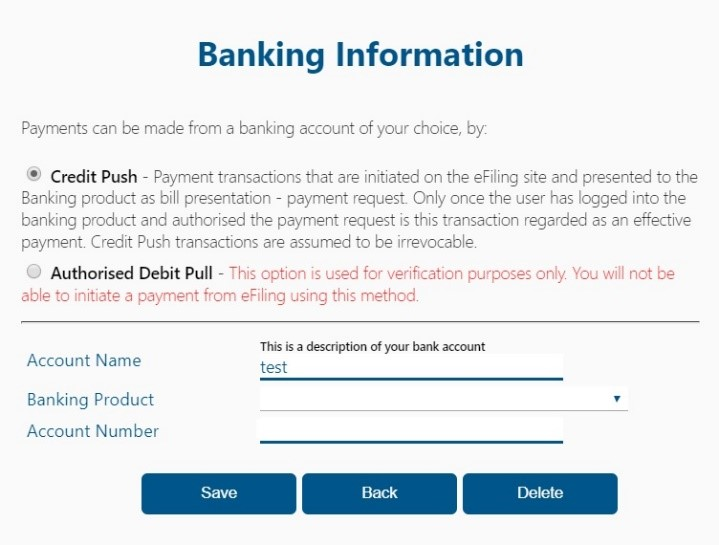 Banking Information
Payments can be made from a banking account of your choice, by:
Credit Push - Payment transactions that are initiated on the eFiling site and presented to the
Banking product as bill presentation - payment request. Only once the user has logged into the
banking product and authorised the payment request is this transaction regarded as an effective
payment. Credit Push transactions are assumed to be irrevocable.
Authorised Debit Pull - This option is used for verification purposes only. You will not be
able to initiate a payment from eFiling using this method.
This is a description of your bank account
Account Name test
Banking Product
Account Number
Save Back Delete